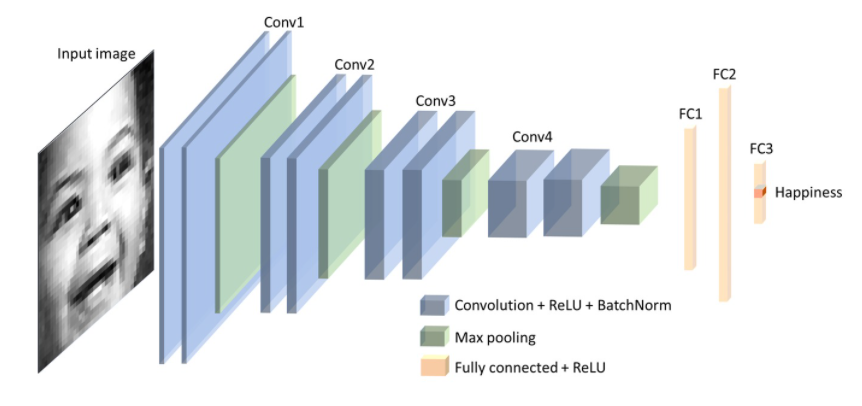 Input image
Conv1
Conv2
Conv3
Conv4
FC1
FC2
FC3
Happiness
Convolution + ReLU + BatchNorm
Max pooling
Fully connected + ReLU